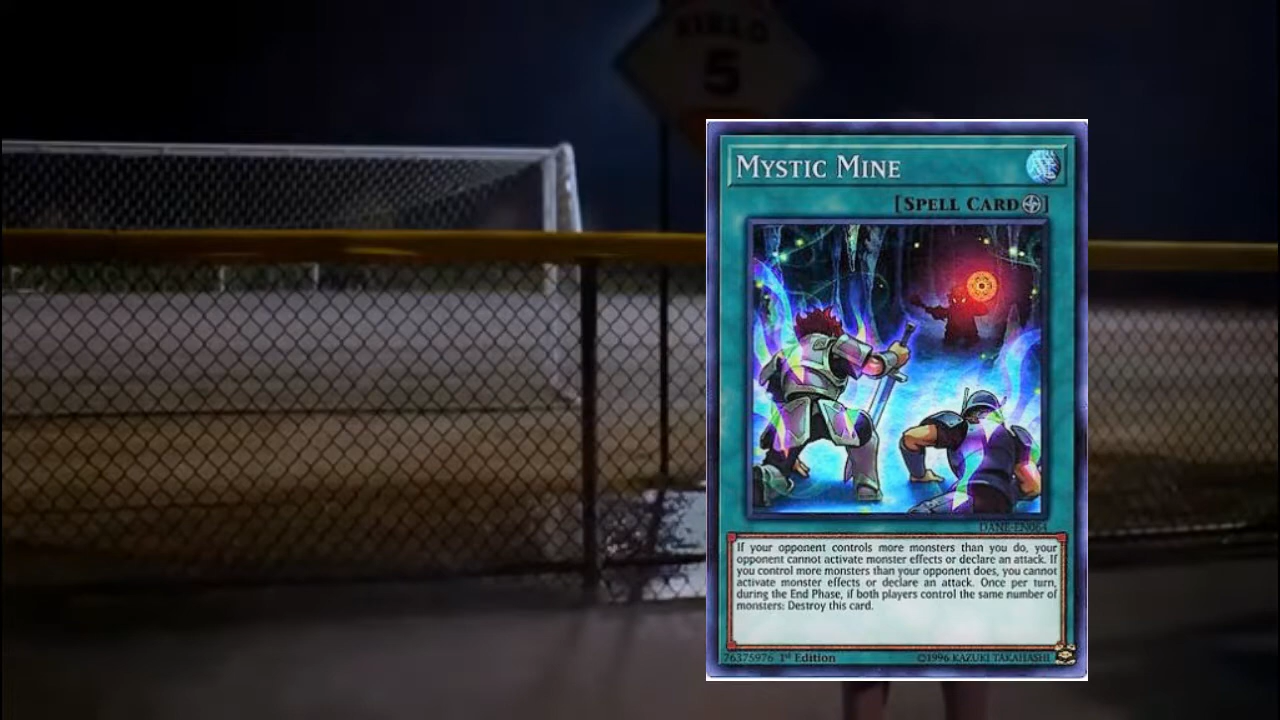 FIELD
5
MYSTIC MINE
[SPELL CARD]
DANE-EN064
If your opponent controls more monsters than you do, your
opponent cannot activate monster effects or declare an attack. If
you control more monsters than your opponent does, you cannot
activate monster effects or declare an attack. Once per turn,
during the End Phase, if both players control the same number of
monsters: Destroy this card.
76375976 1st Edition
©1996 KAZUKI TAKAHASHI